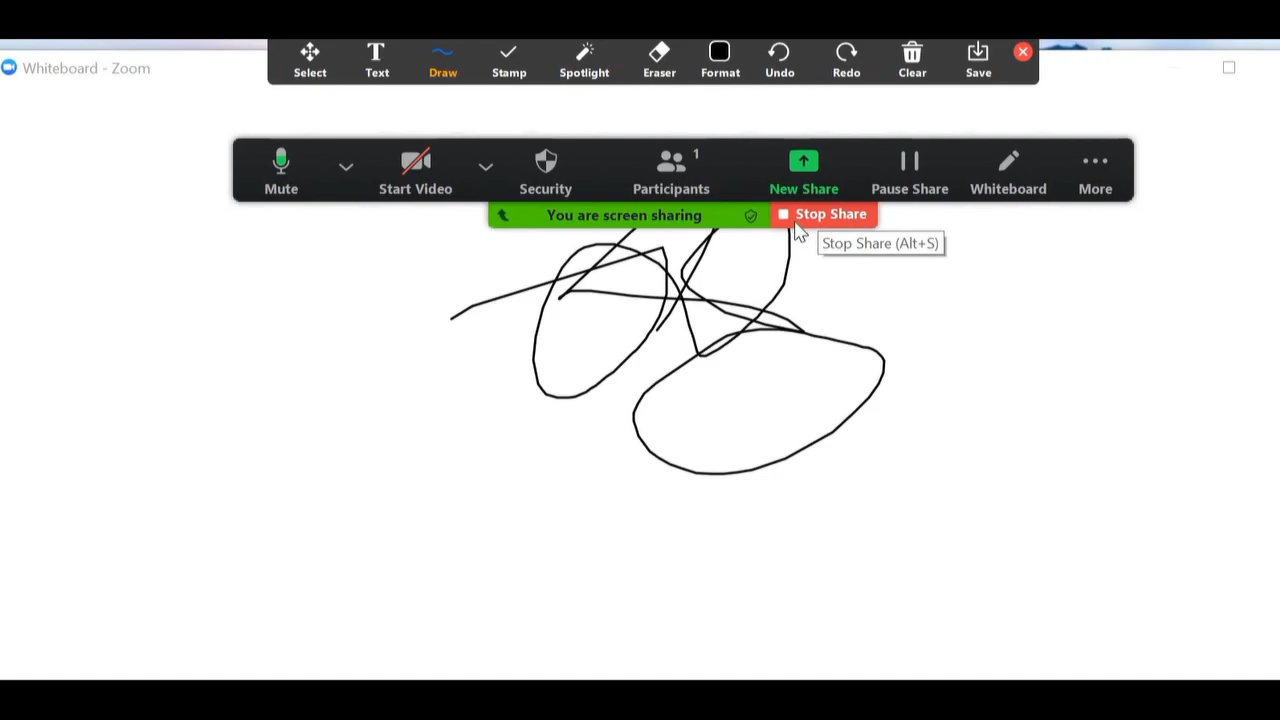 Whiteboard - Zoom
Select Text Draw Stamp Spotlight Eraser Format Undo Redo Clear Save
1
Mute Start Video Security Participants New Share Pause Share Whiteboard More
You are screen sharing Stop Share
Stop Share (Alt+S)